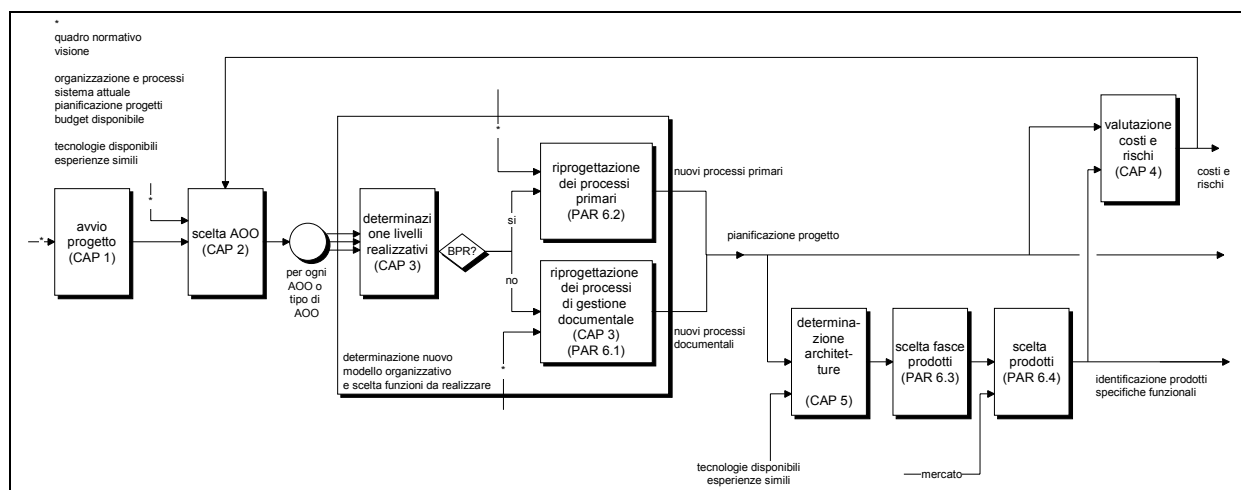 *
quadro normativo
visione
organizzazione e processi
sistema attuale
pianificazione progetti
budget disponibile
tecnologie disponibili
esperienze simili
*
*
avvio
progetto
(CAP 1)
scelta AOO
(CAP 2)
per ogni
AOO o
tipo di
AOO
determinazi
one livelli
realizzativi
(CAP 3)
BPR?
si
no
*
riprogettazione
dei processi
primari
(PAR 6.2)
riprogettazione
dei processi
di gestione
documentale
(CAP 3)
(PAR 6.1)
*
determinazione nuovo
modello organizzativo
e scelta funzioni da realizzare
nuovi processi primari
nuovi processi
documentali
pianificazione progetto
valutazione
costi e
rischi
(CAP 4)
costi e
rischi
determina-
zione
architet-
ture
(CAP 5)
scelta fasce
prodotti
(PAR 6.3)
scelta
prodotti
(PAR 6.4)
identificazione prodotti
specifiche funzionali
tecnologie disponibili
esperienze simili
mercato